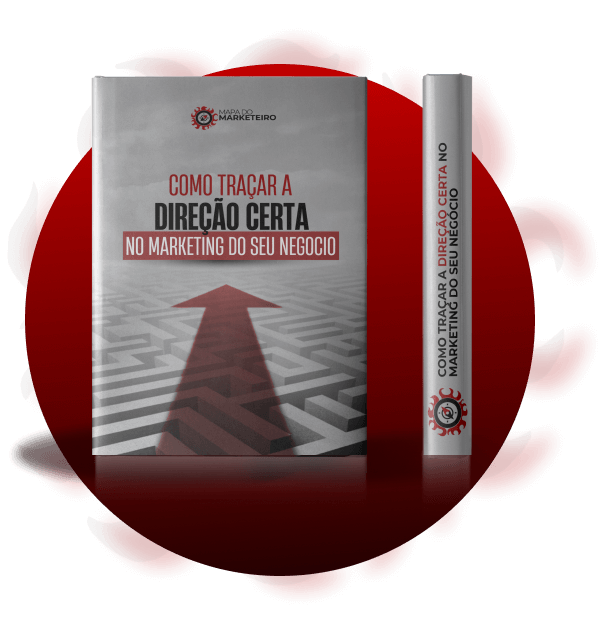 MAPA DO
MARKETEIRO
COMO TRAÇAR A
DIREÇÃO CERTA
NO MARKETING DO SEU NEGOCIO
COMO TRAÇAR A DIREÇÃO CERTA NO
MARKETING DO SEU NEGÓCIO